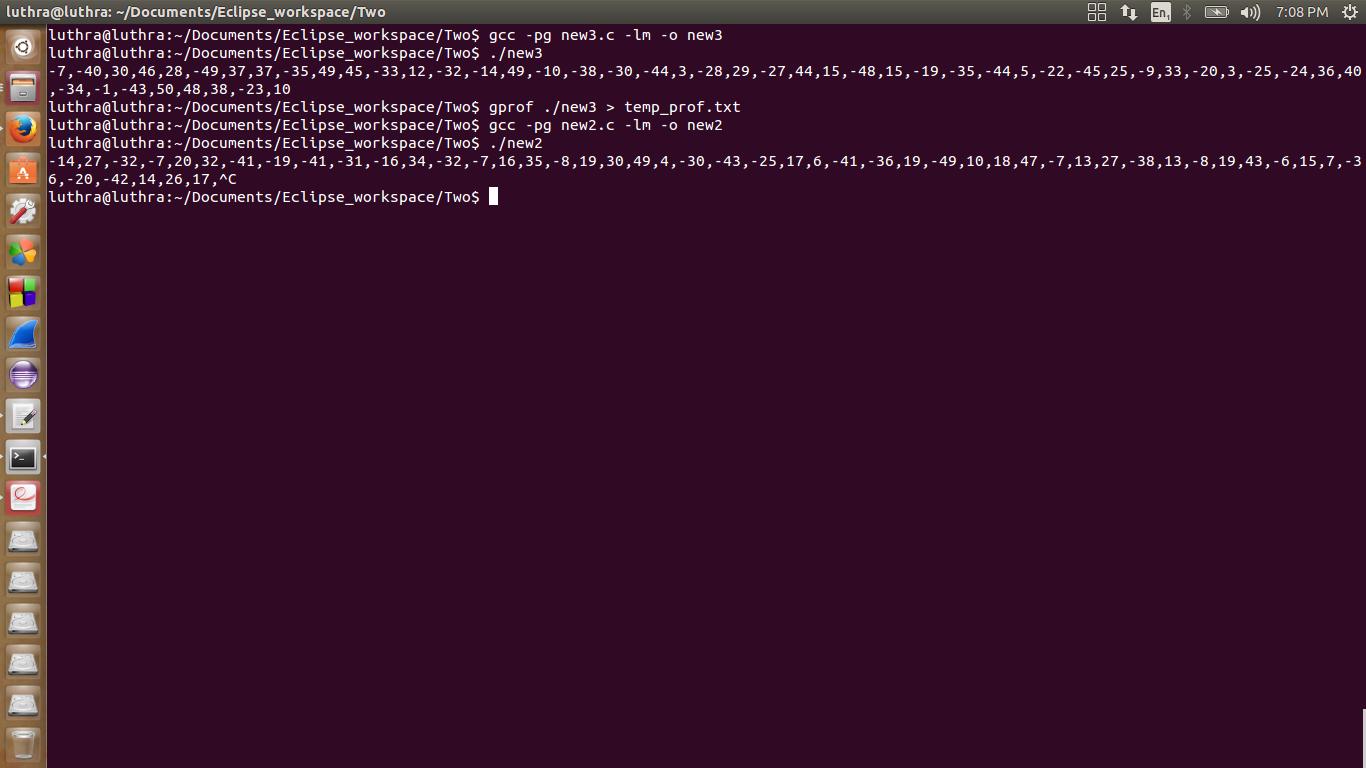 luthra@luthra: ~/Documents/Eclipse_workspace/Two
En1
7:08 PM
luthra@luthra:~/Documents/Eclipse_workspace/Two$ gcc -pg new3.c -lm -o new3
luthra@luthra:~/Documents/Eclipse_workspace/Two$ ./new3
-7,-40,30,46,28,-49,37,37,-35,49,45,-33,12,-32,-14,49,-10,-38,-30,-44,3,-28,29,-27,44,15,-48,15,-19,-35,-44,5,-22,-45,25,-9,33,-20,3,-25,-24,36,40
,-34,-1,-43,50,48,38,-23,10
luthra@luthra:~/Documents/Eclipse_workspace/Two$ gprof ./new3 > temp_prof.txt
luthra@luthra:~/Documents/Eclipse_workspace/Two$ gcc -pg new2.c -lm -o new2
luthra@luthra:~/Documents/Eclipse_workspace/Two$ ./new2
-14,27,-32,-7,20,32,-41,-19,-41,-31,-16,34,-32,-7,16,35,-8,19,30,49,4,-30,-43,-25,17,6,-41,-36,19,-49,10,18,47,-7,13,27,-38,13,-8,19,43,-6,15,7,-3
6,-20,-42,14,26,17,^C
luthra@luthra:~/Documents/Eclipse_workspace/Two$